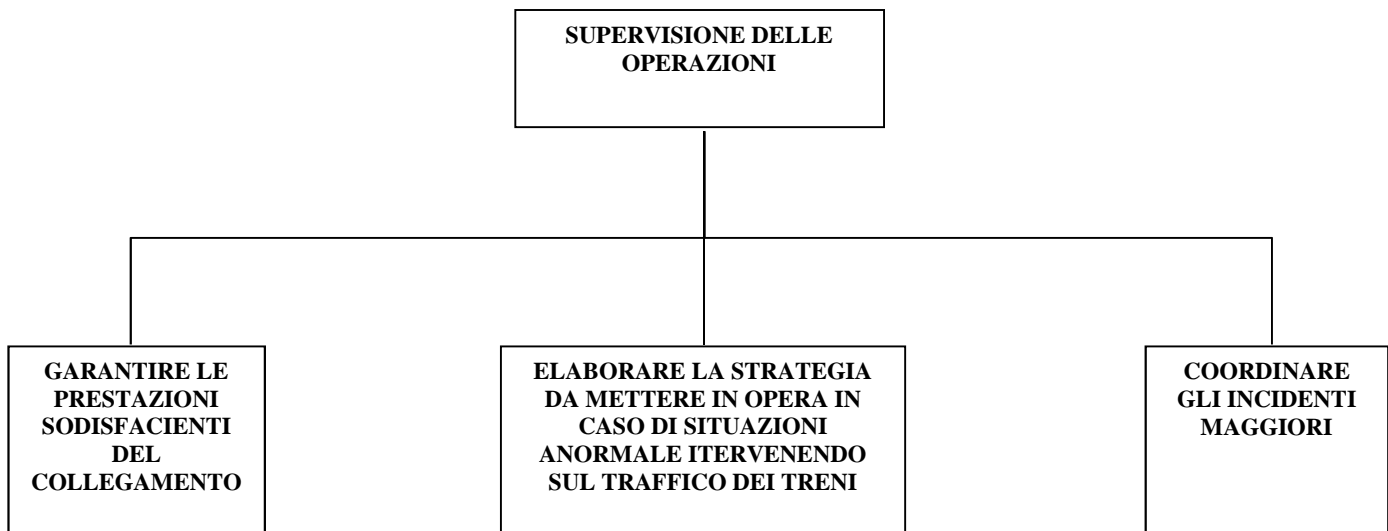 SUPERVISIONE DELLE
OPERAZIONI
GARANTIRE LE
PRESTAZIONI
SODISFACIENTI
DEL
COLLEGAMENTO
ELABORARE LA STRATEGIA
DA METTERE IN OPERA IN
CASO DI SITUAZIONI
ANORMALE ITERVENENDO
SUL TRAFFICO DEI TRENI
COORDINARE
GLI INCIDENTI
MAGGIORI